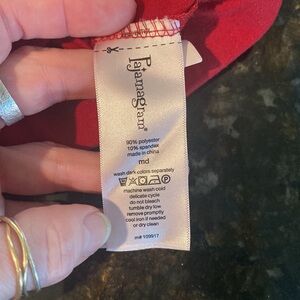 Pajamagram®
90% polyester
10% spandex
made in china
md
wash dark colors separately
machine wash cold
delicate cycle
do not bleach
tumble dry low
remove promptly
cool iron if needed
or dry clean